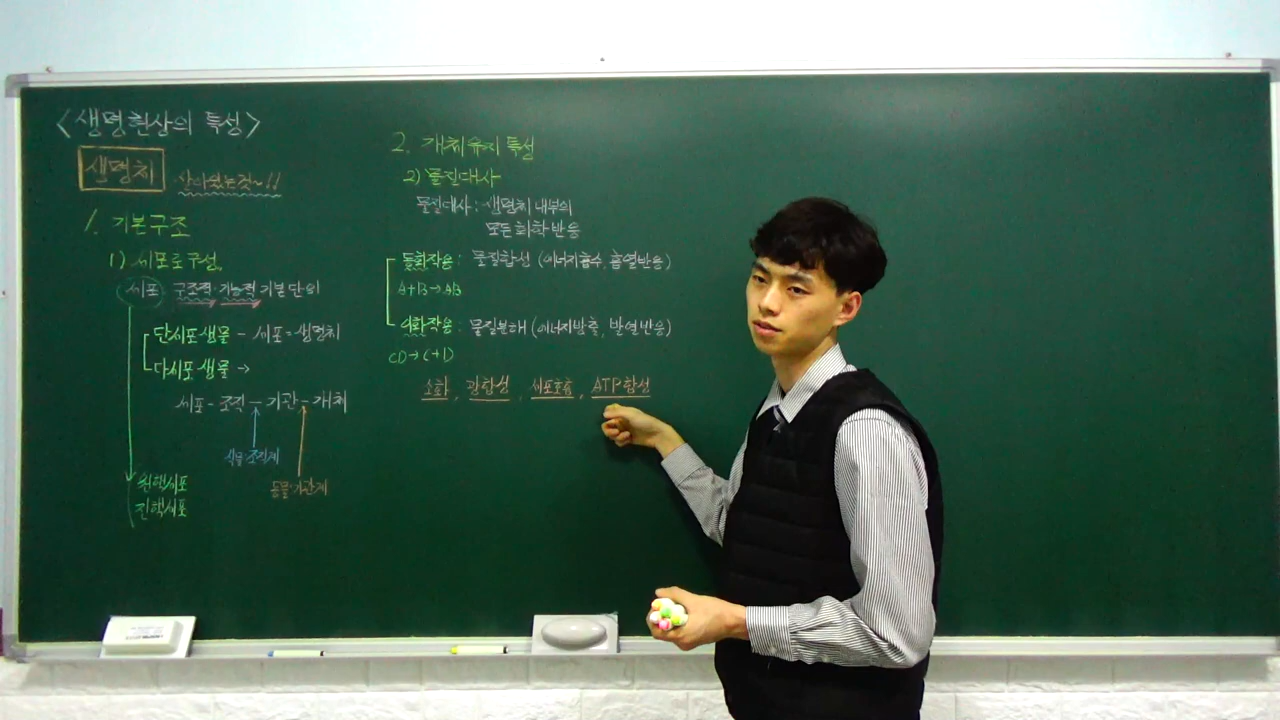 <생명현상의 특성>
생명체 살아있는것~!!
1. 기본구조
1) 세포로구성
세포: 구조적·기능적 기본단위
단세포생물 - 세포=생명체
다세포생물 →
세포 - 조직 - 기관 - 개체
식물:조직계
동물:기관계
원핵세포
진핵세포
2. 개체유지 특성
2) 물질대사
물질대사: 생명체 내부의
모든 화학반응
동화작용: 물질합성 (에너지흡수, 흡열반응)
A+B→AB
이화작용: 물질분해 (에너지방출, 발열반응)
CD→C+D
소화, 광합성, 세포호흡, ATP합성